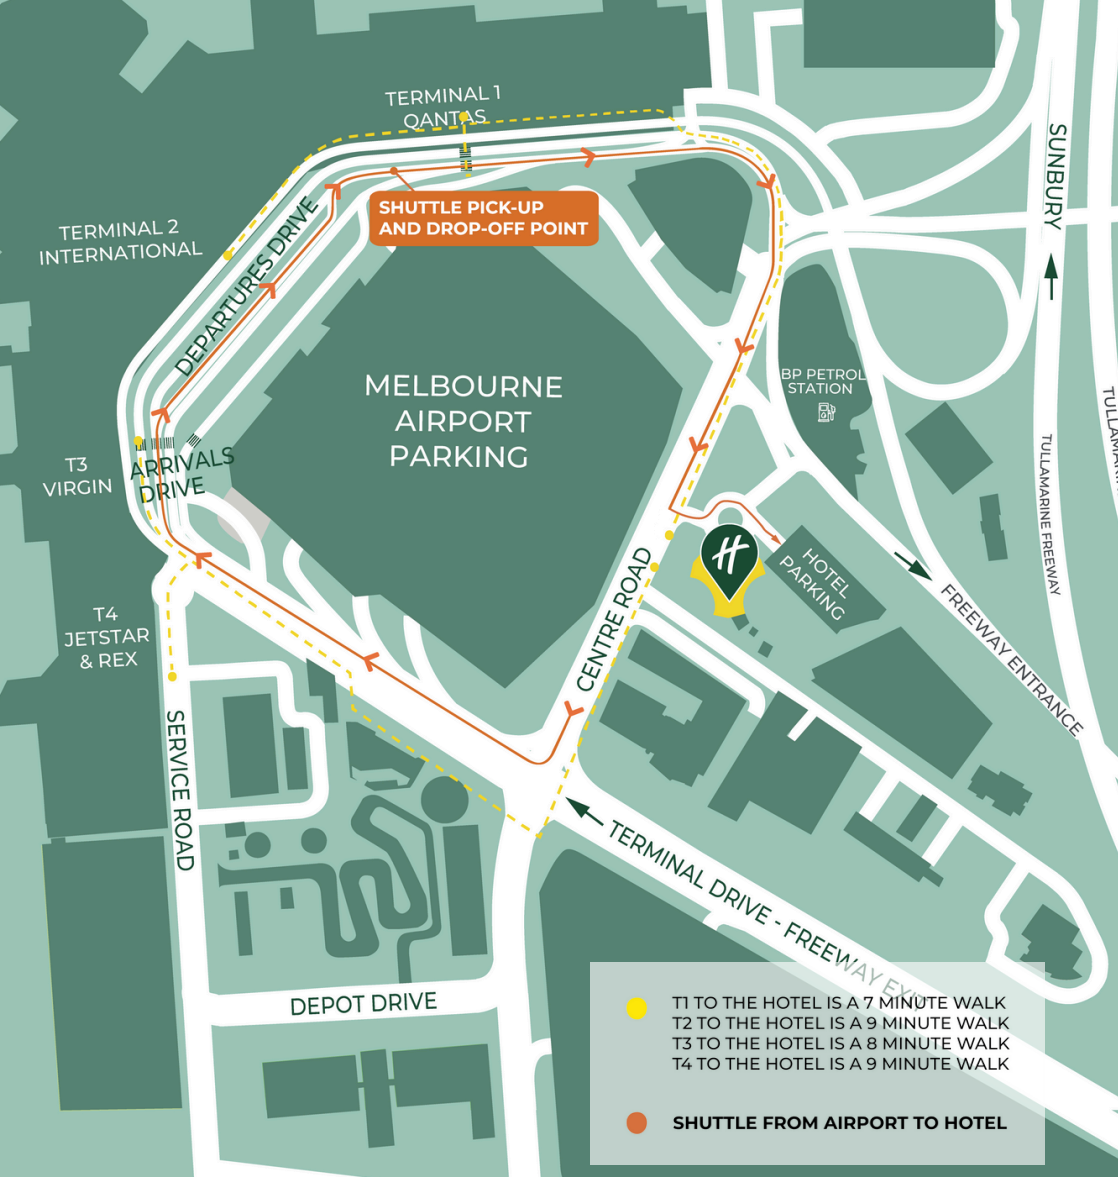 TERMINAL 1
QANTAS
SUNBURY
SHUTTLE PICK-UP
AND DROP-OFF POINT
TERMINAL 2
INTERNATIONAL
DEPARTURES DRIVE
MELBOURNE
AIRPORT
PARKING
BP PETROL
STATION
T3
VIRGIN
ARRIVALS
DRIVE
TULLAMARINE FREEWAY
H
HOTEL
PARKING
CENTRE ROAD
FREEWAY ENTRANCE
T4
JETSTAR
& REX
SERVICE ROAD
TERMINAL DRIVE - FREEWAY EXIT
DEPOT DRIVE
T1 TO THE HOTEL IS A 7 MINUTE WALK
T2 TO THE HOTEL IS A 9 MINUTE WALK
T3 TO THE HOTEL IS A 8 MINUTE WALK
T4 TO THE HOTEL IS A 9 MINUTE WALK
SHUTTLE FROM AIRPORT TO HOTEL